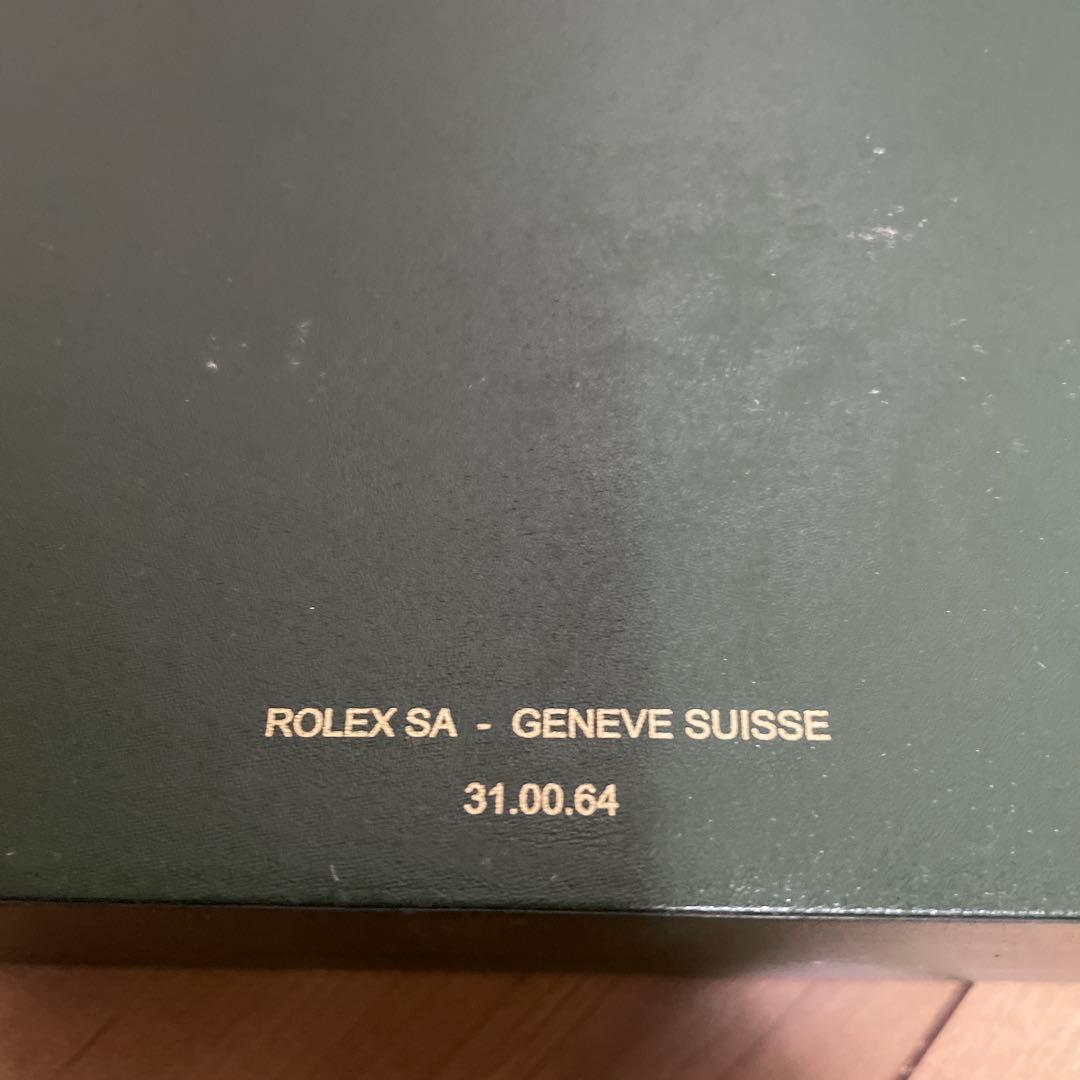 ROLEX SA - GENEVE SUISSE
31.00.64